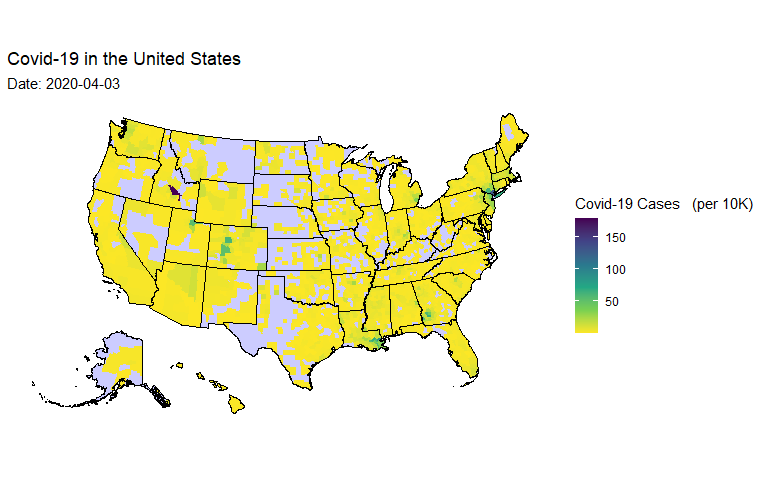 Covid-19 in the United States
Date: 2020-04-03
Covid-19 Cases   (per 10K)
150
100
50